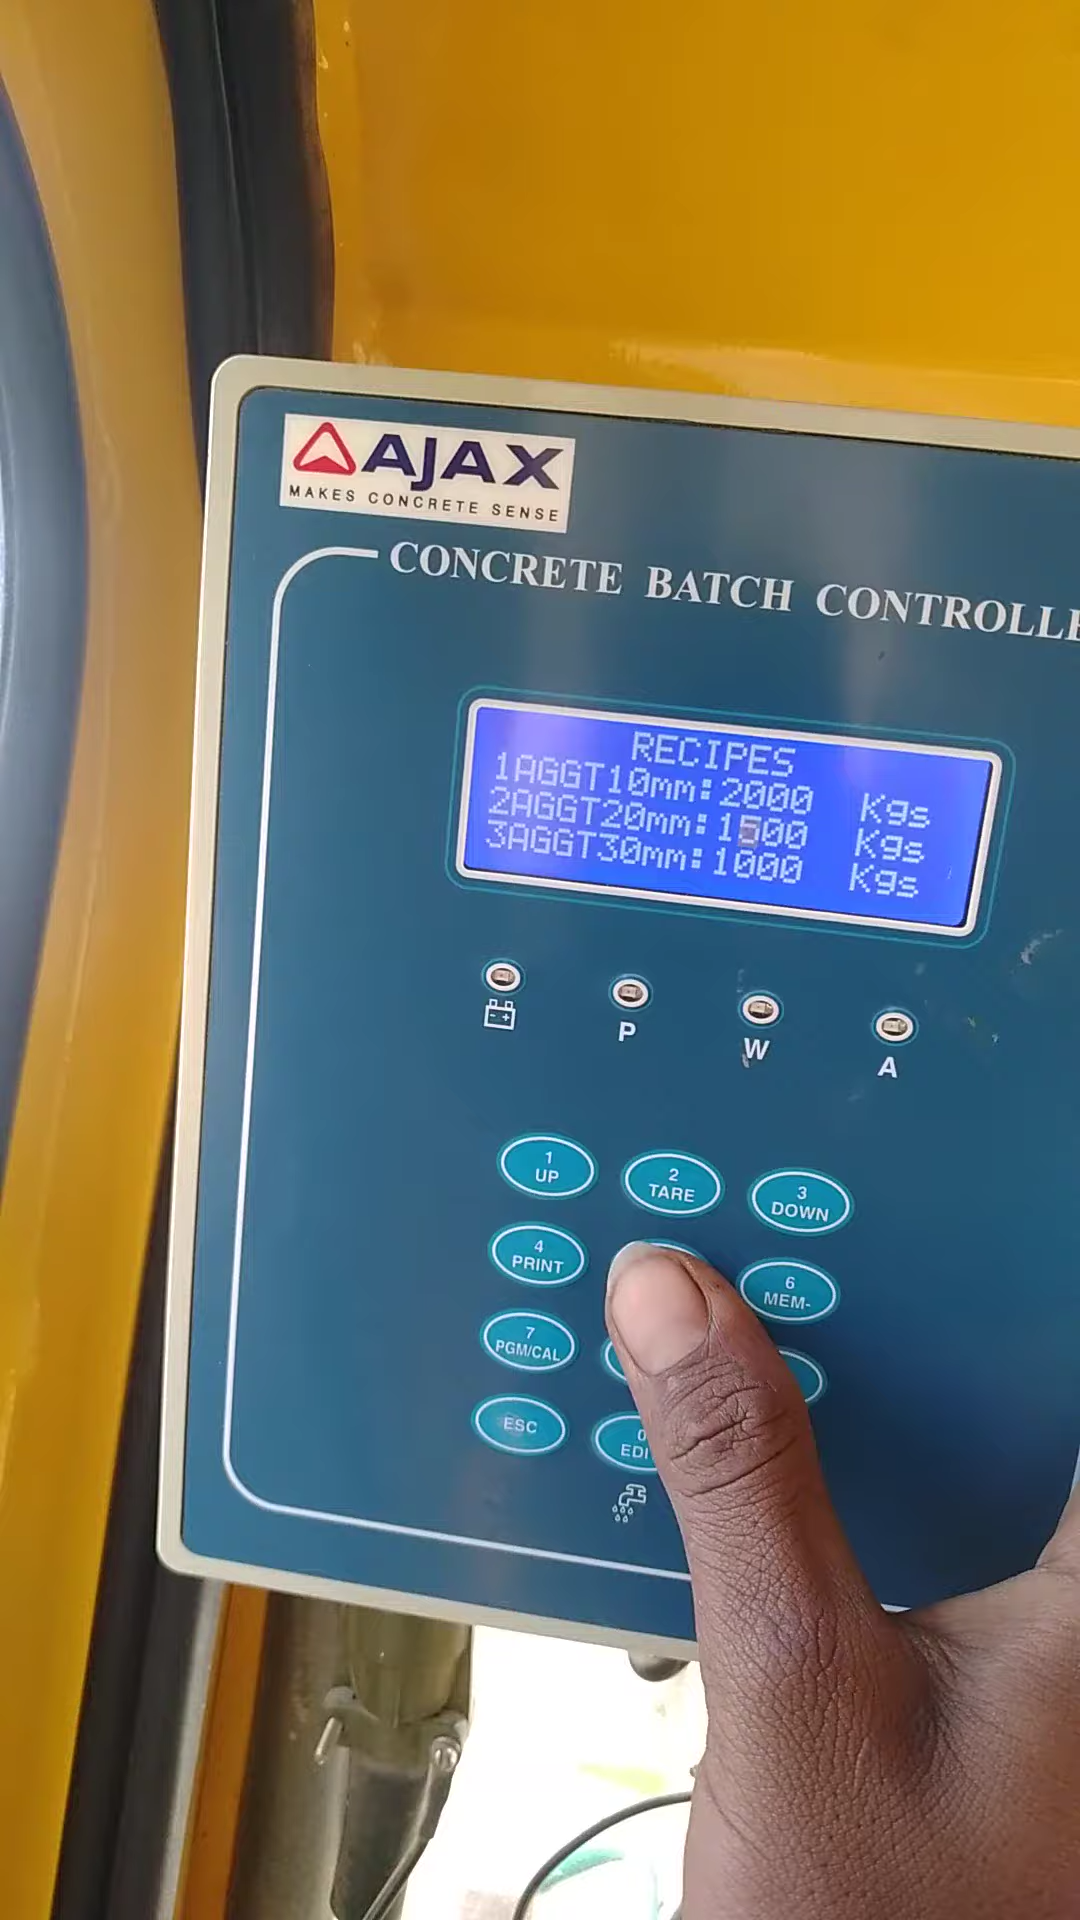 AJAX
MAKES CONCRETE SENSE
CONCRETE BATCH
RECIPES
1AGGT10mm:2000 Kgs
2AGGT20mm:1500 Kgs
3AGGT30mm:1000 Kgs
- +
P
W
A
1
UP
2
TARE
3
DOWN
4
PRINT
6
MEM-
7
PGM/CAL
ESC
0